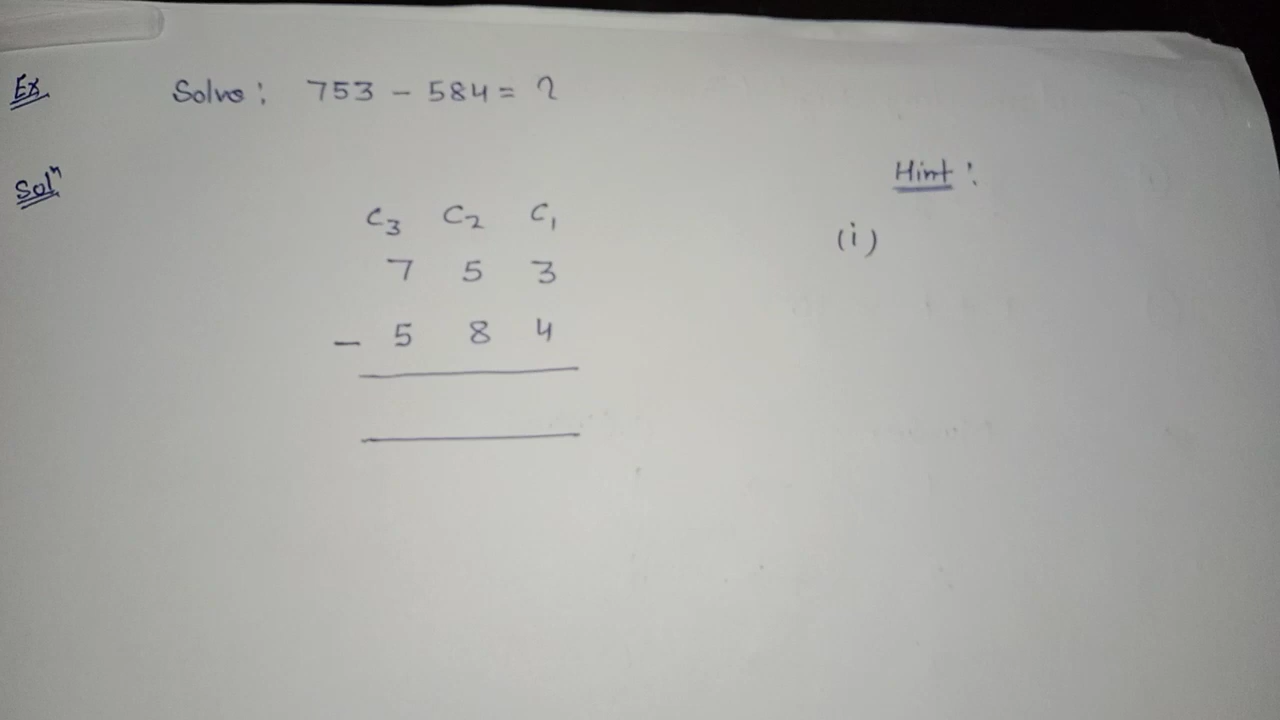 Ex Solve: 753 - 584 = ?
Solⁿ
Hint:
C₃ C₂ C₁
(i)
7 5 3
- 5 8 4